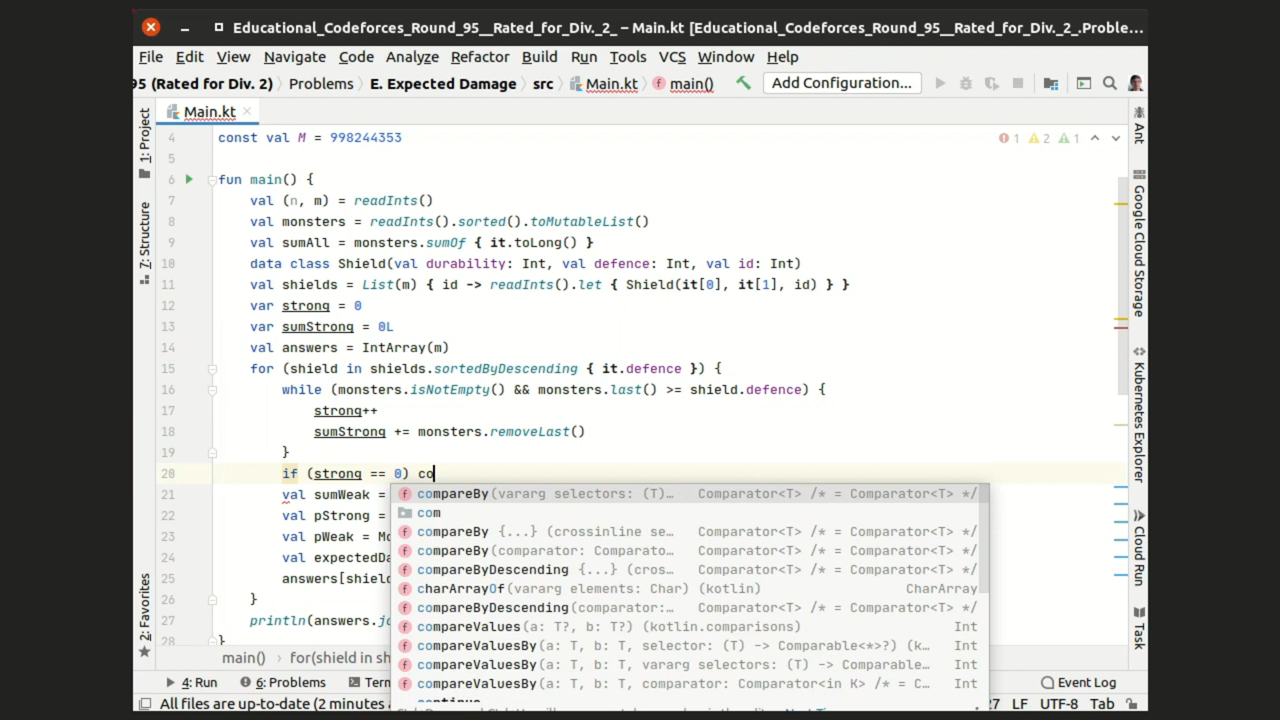 Educational_Codeforces_Round_95__Rated_for_Div._2_ – Main.kt [Educational_Codeforces_Round_95__Rated_for_Div._2_.Proble...
File Edit View Navigate Code Analyze Refactor Build Run Tools VCS Window Help
95 (Rated for Div. 2) Problems E. Expected Damage src Main.kt main() Add Configuration...
Main.kt
1: Project
7: Structure
2: Favorites
4 const val M = 998244353
1 2 1
5
6 fun main() {
7 val (n, m) = readInts()
8 val monsters = readInts().sorted().toMutableList()
9 val sumAll = monsters.sumOf { it.toLong() }
10 data class Shield(val durability: Int, val defence: Int, val id: Int)
11 val shields = List(m) { id -> readInts().let { Shield(it[0], it[1], id) } }
12 var strong = 0
13 var sumStrong = 0L
14 val answers = IntArray(m)
15 for (shield in shields.sortedByDescending { it.defence }) {
16 while (monsters.isNotEmpty() && monsters.last() >= shield.defence) {
17 strong++
18 sumStrong += monsters.removeLast()
19 }
20 if (strong == 0) co
21 val sumWeak =
22 val pStrong =
23 val pWeak = Mo
24 val expectedDa
25 answers[shield
26 }
27 println(answers.jo
28 }
compareBy(vararg selectors: (T)... Comparator<T> /* = Comparator<T> */
com
compareBy {...} (crossinline se... Comparator<T> /* = Comparator<T> */
compareBy(comparator: Comparato... Comparator<T> /* = Comparator<T> */
compareByDescending {...} (cros... Comparator<T> /* = Comparator<T> */
charArrayOf(vararg elements: Char) (kotlin) CharArray
compareByDescending(comparator:... Comparator<T> /* = Comparator<T> */
compareValues(a: T?, b: T?) (kotlin.comparisons) Int
compareValuesBy(a: T, b: T, selector: (T) -> Comparable<*>?) (k... Int
compareValuesBy(a: T, b: T, vararg selectors: (T) -> Comparable... Int
compareValuesBy(a: T, b: T, comparator: Comparator<in K> /* = C... Int
continue
Ant
Google Cloud Storage
Kubernetes Explorer
Cloud Run
Task
main() for(shield in sh
4: Run 6: Problems Term
Event Log
All files are up-to-date (2 minutes
27 LF UTF-8 Tab